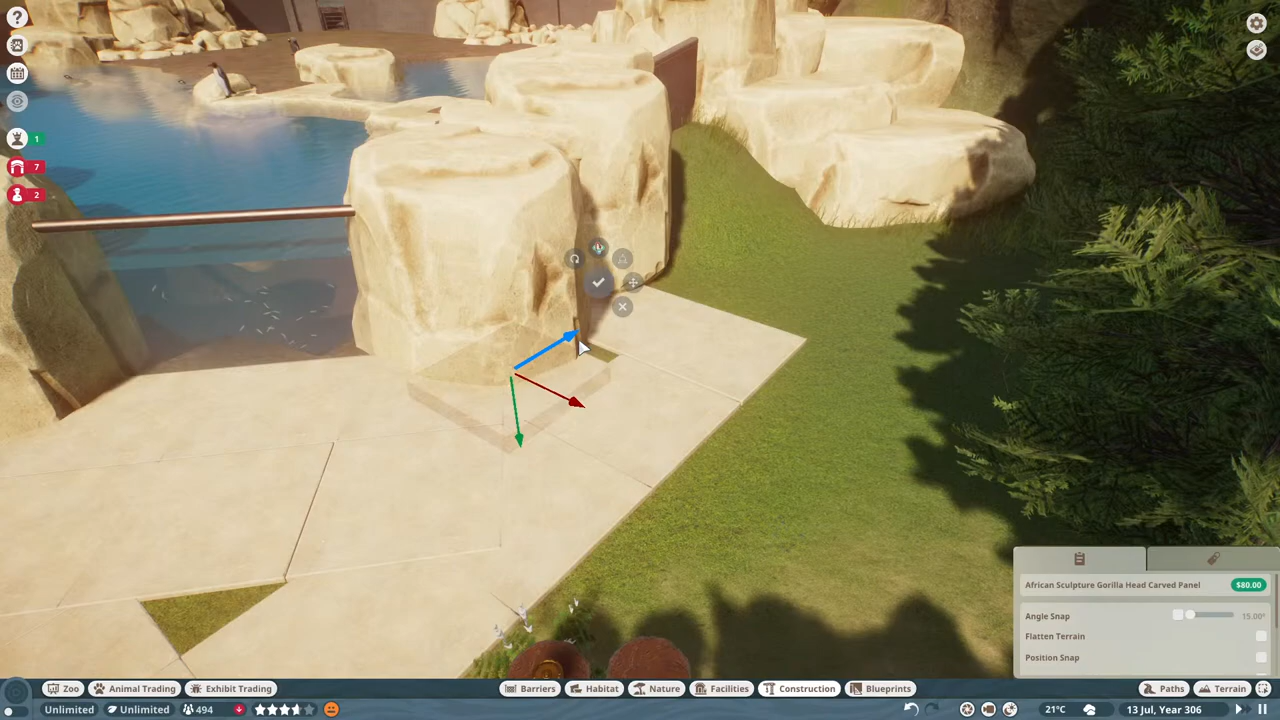 ?
1
7
2
African Sculpture Gorilla Head Carved Panel
$80.00
Angle Snap
15.00°
Flatten Terrain
Position Snap
Zoo
Animal Trading
Exhibit Trading
Barriers
Habitat
Nature
Facilities
Construction
Blueprints
Paths
Terrain
Unlimited
Unlimited
494
21°C
13 Jul, Year 306